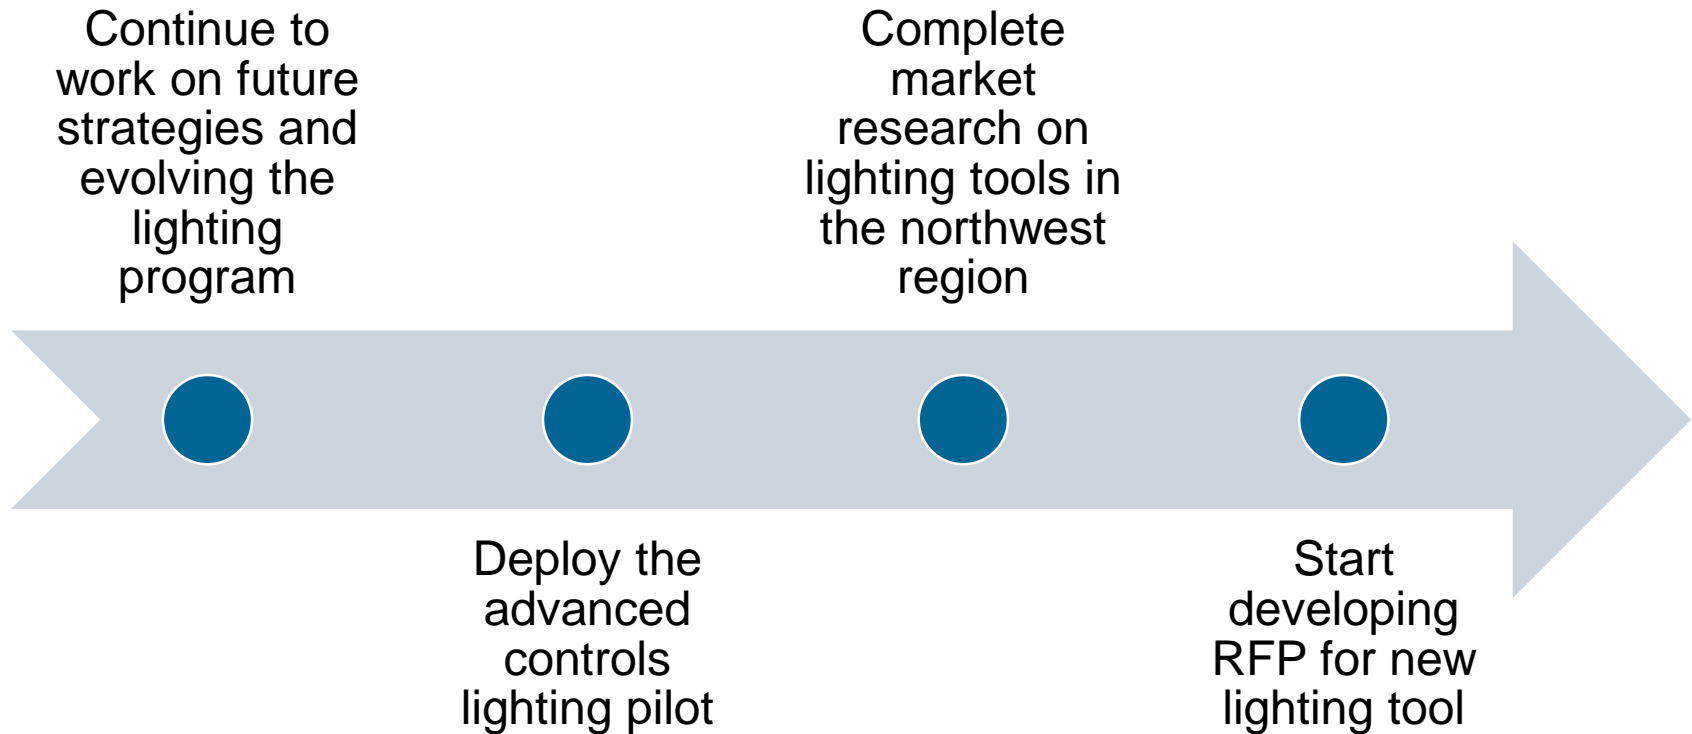 Continue to
work on future
strategies and
evolving the
lighting
program
Deploy the
advanced
controls
lighting pilot
Complete
market
research on
lighting tools in
the northwest
region
Start
developing
RFP for new
lighting tool